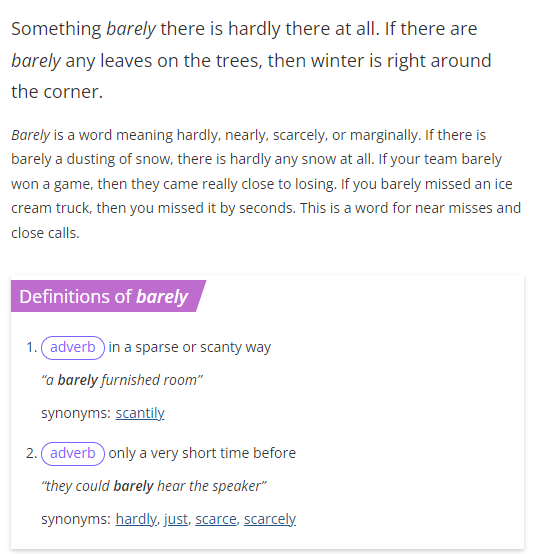 Something barely there is hardly there at all. If there are
barely any leaves on the trees, then winter is right around
the corner.
Barely is a word meaning hardly, nearly, scarcely, or marginally. If there is
barely a dusting of snow, there is hardly any snow at all. If your team barely
won a game, then they came really close to losing. If you barely missed an ice
cream truck, then you missed it by seconds. This is a word for near misses and
close calls.
Definitions of barely
1. adverb in a sparse or scanty way
“a barely furnished room”
synonyms: scantily
2. adverb only a very short time before
“they could barely hear the speaker”
synonyms: hardly, just, scarce, scarcely